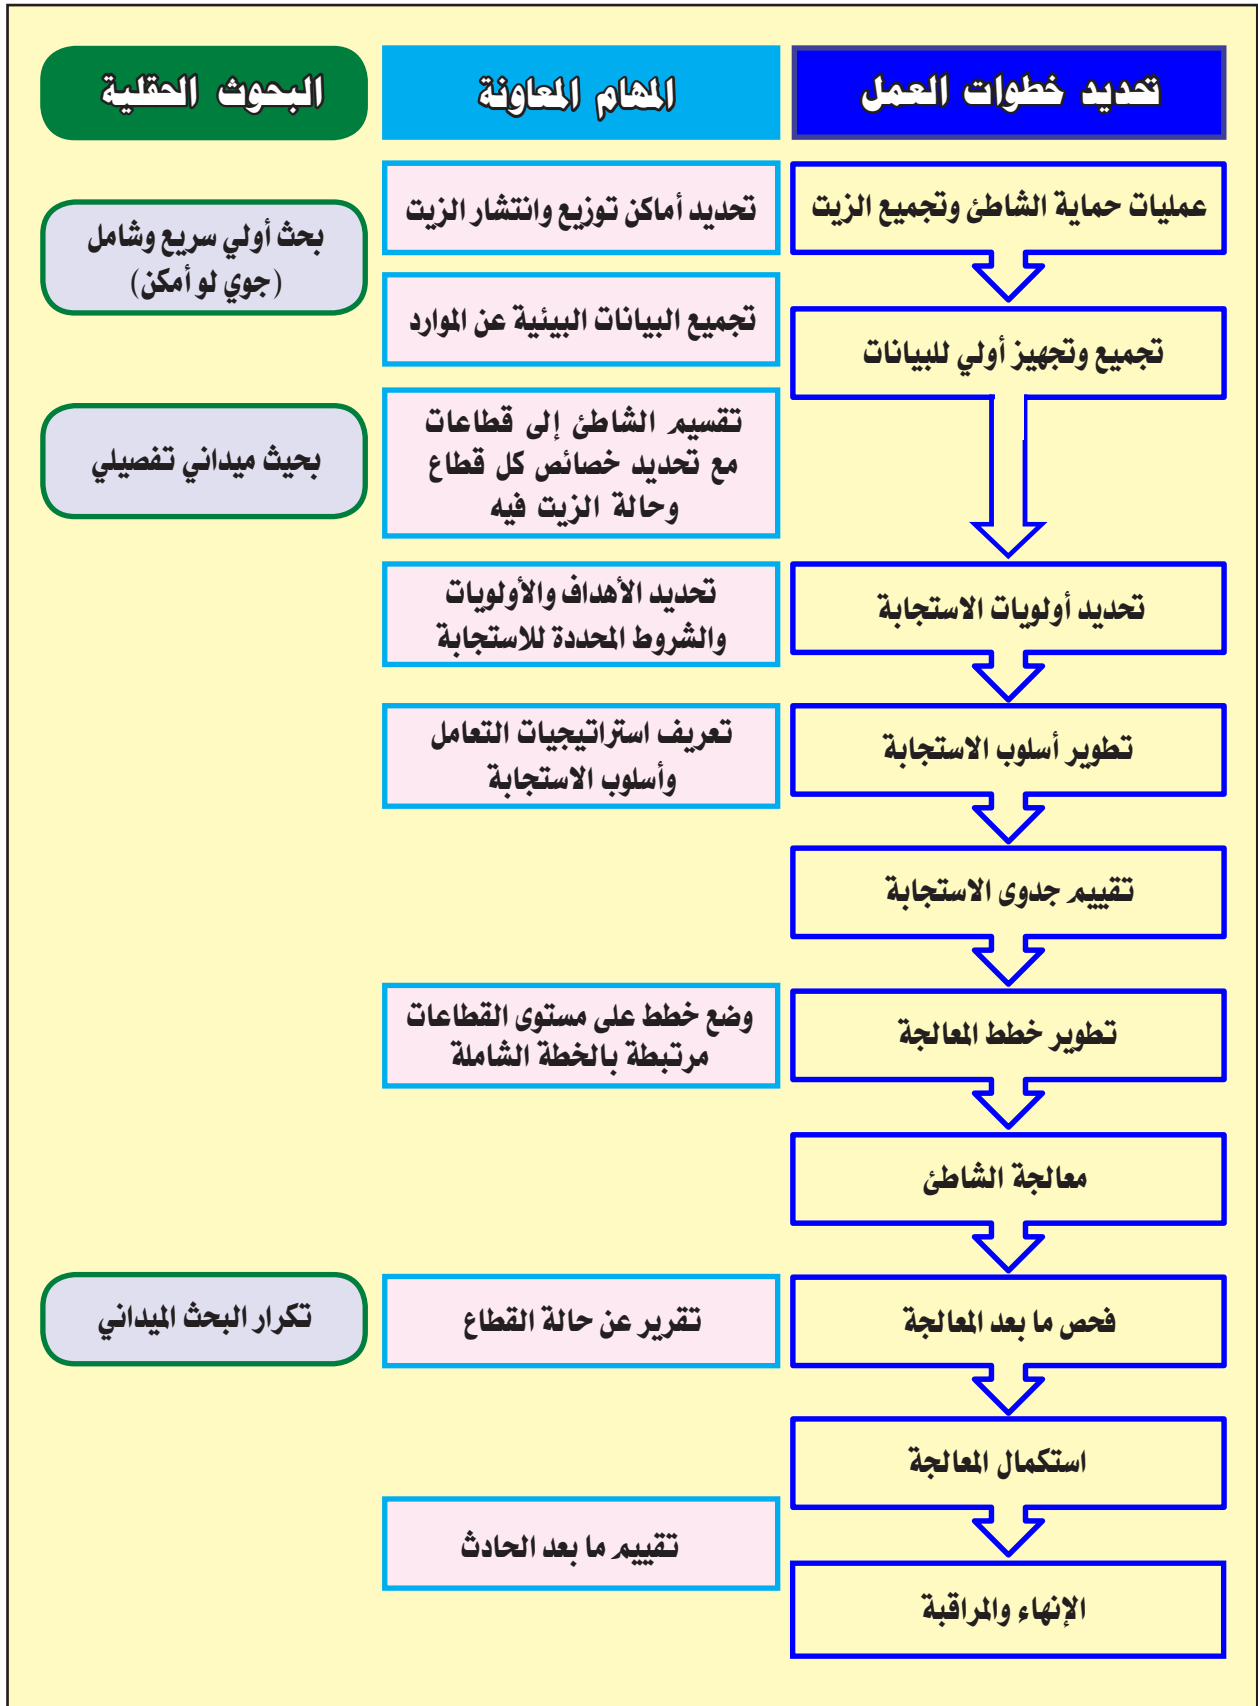 تحديد خطوات العمل
المهام المعاونة
البحوث الحقلية
عمليات حماية الشاطئ وتجميع الزيت
تحديد أماكن توزيع وانتشار الزيت
بحث أولي سريع وشامل
(جوي لو أمكن)
تجميع وتجهيز أولي للبيانات
تجميع البيانات البيئية عن الموارد
تقسيم الشاطئ إلى قطاعات
مع تحديد خصائص كل قطاع
وحالة الزيت فيه
بحيث ميداني تفصيلي
تحديد أولويات الاستجابة
تحديد الأهداف والأولويات
والشروط المحددة للاستجابة
تطوير أسلوب الاستجابة
تعريف استراتيجيات التعامل
وأسلوب الاستجابة
تقييم جدوى الاستجابة
تطوير خطط المعالجة
وضع خطط على مستوى القطاعات
مرتبطة بالخطة الشاملة
معالجة الشاطئ
فحص ما بعد المعالجة
تقرير عن حالة القطاع
تكرار البحث الميداني
استكمال المعالجة
تقييم ما بعد الحادث
الإنهاء والمراقبة